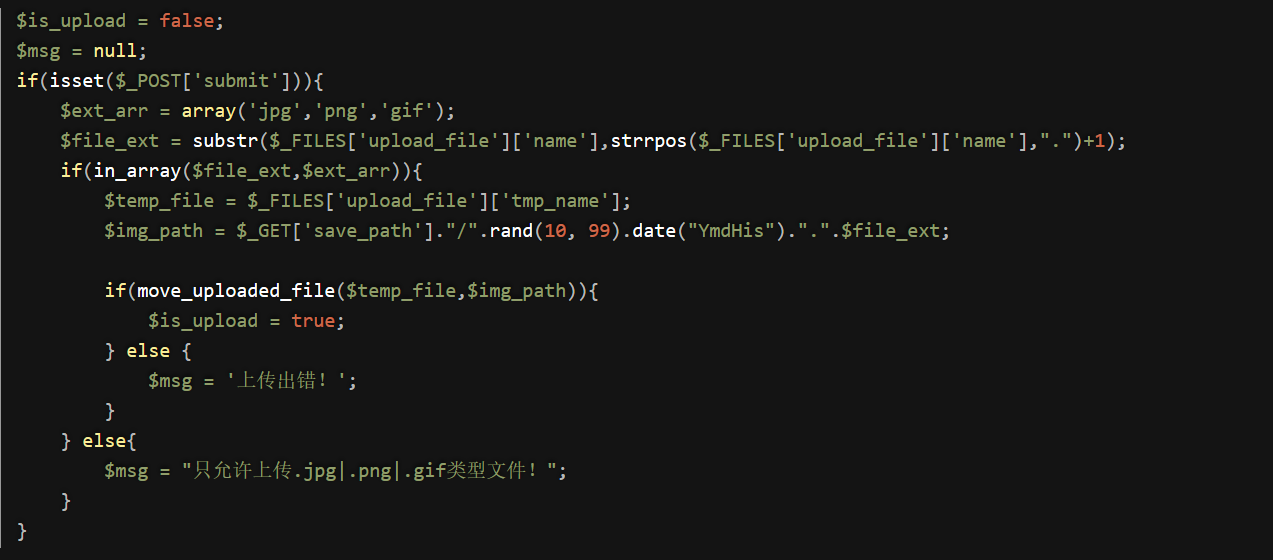 $is_upload = false;
$msg = null;
if(isset($_POST['submit'])){
    $ext_arr = array('jpg','png','gif');
    $file_ext = substr($_FILES['upload_file']['name'],strrpos($_FILES['upload_file']['name'],".")+1);
    if(in_array($file_ext,$ext_arr)){
        $temp_file = $_FILES['upload_file']['tmp_name'];
        $img_path = $_GET['save_path']."/".rand(10, 99).date("YmdHis").".".$file_ext;

        if(move_uploaded_file($temp_file,$img_path)){
            $is_upload = true;
        } else {
            $msg = '上传出错！';
        }
    } else{
        $msg = "只允许上传.jpg|.png|.gif类型文件！";
    }
}